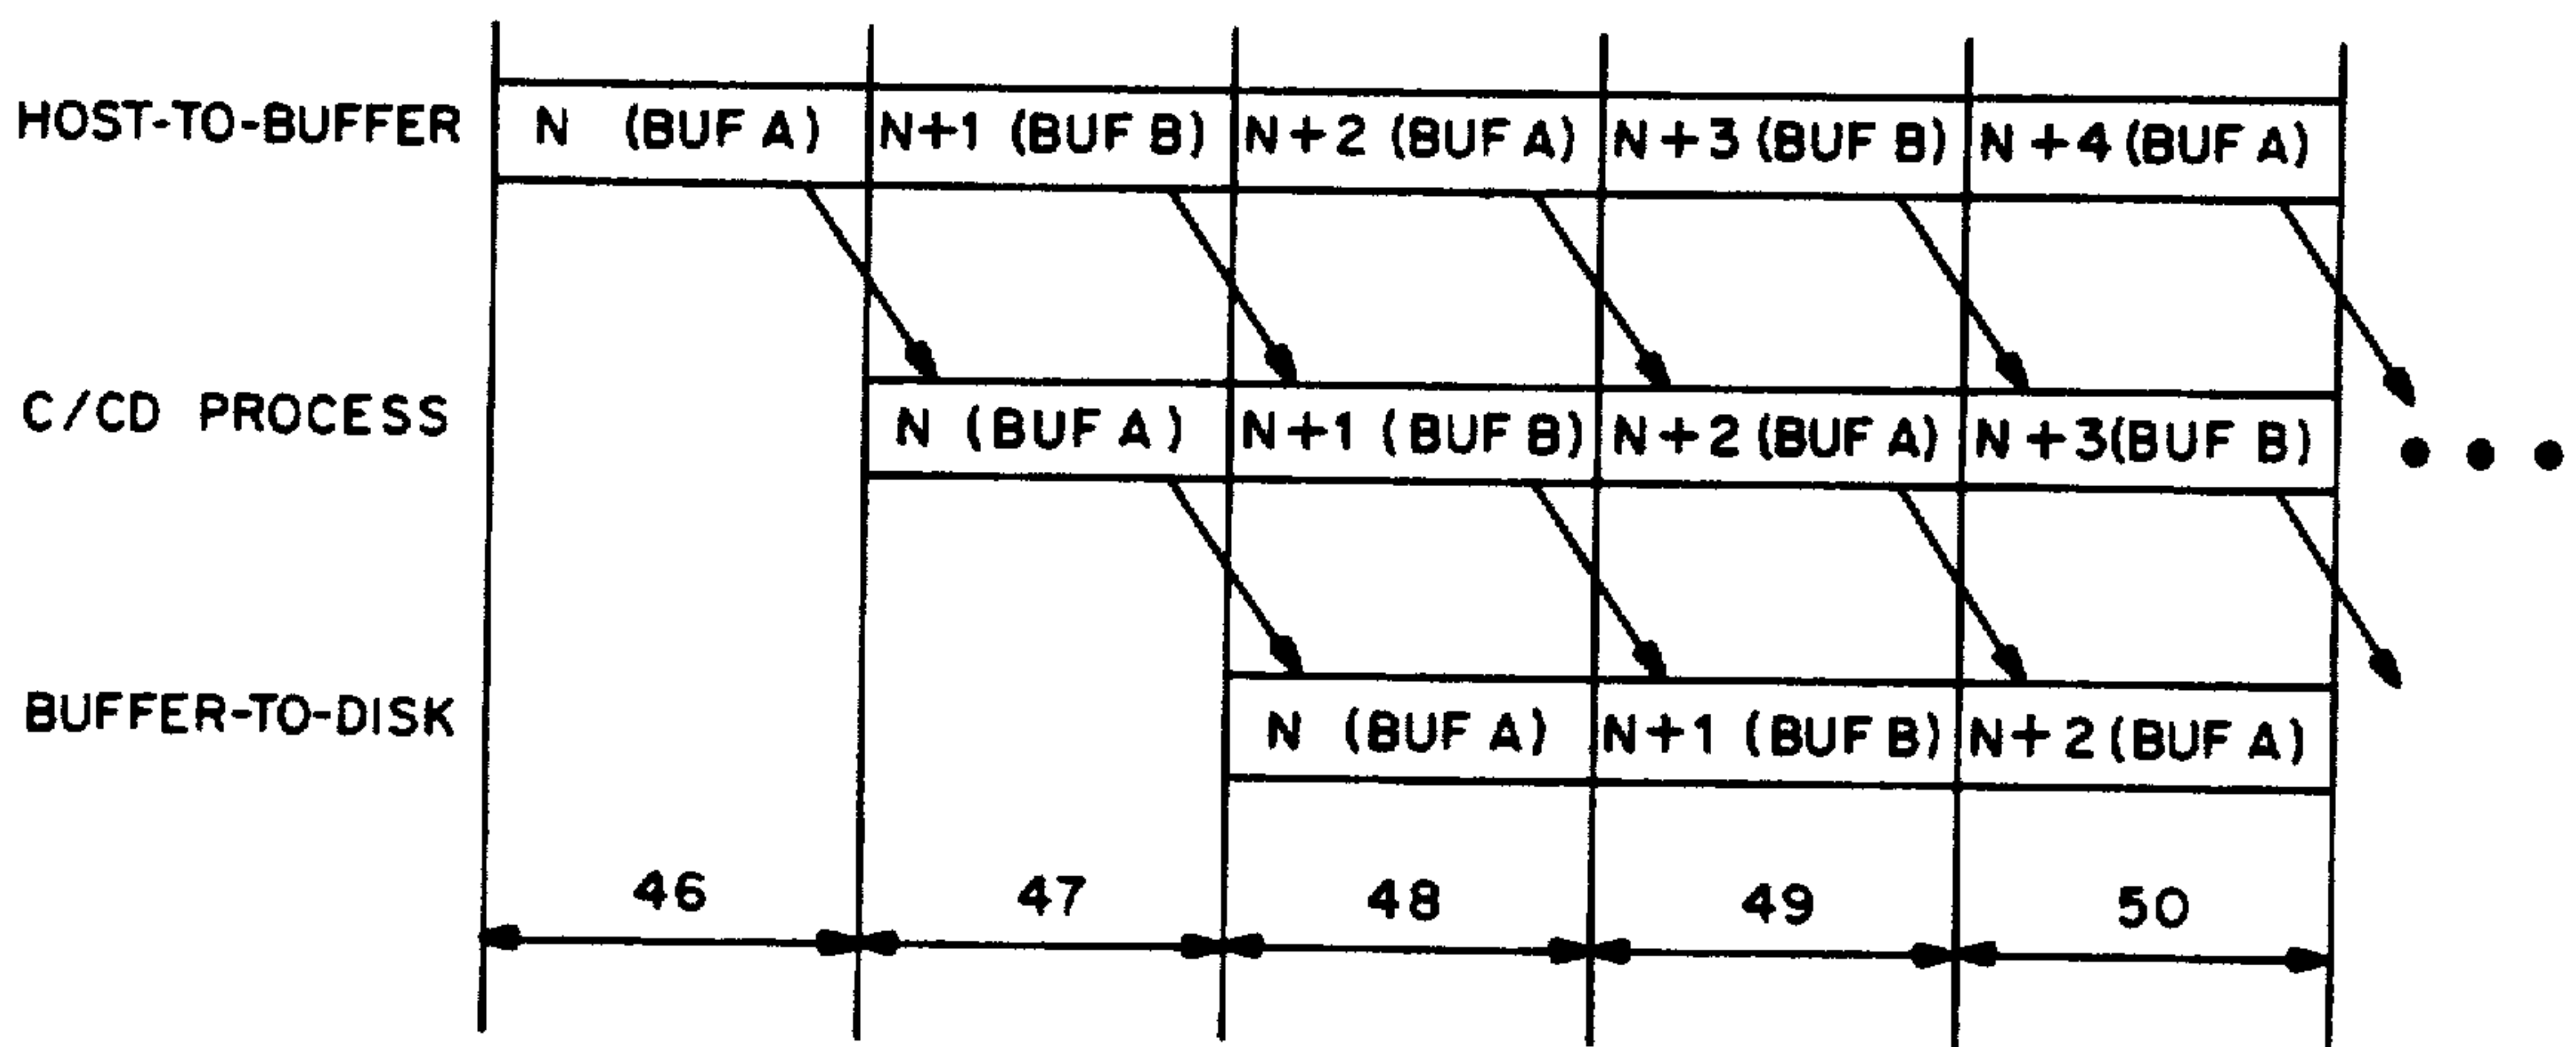 HOST-TO-BUFFER N (BUF A) N+1 (BUF B) N+2 (BUF A) N+3 (BUF B) N+4 (BUF A)
C/CD PROCESS N (BUF A) N+1 (BUF B) N+2 (BUF A) N+3(BUF B)
BUFFER-TO-DISK N (BUF A) N+1 (BUF B) N+2 (BUF A)
46 47 48 49 50